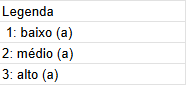 Legenda
1: baixo (a)
2: médio (a)
3: alto (a)